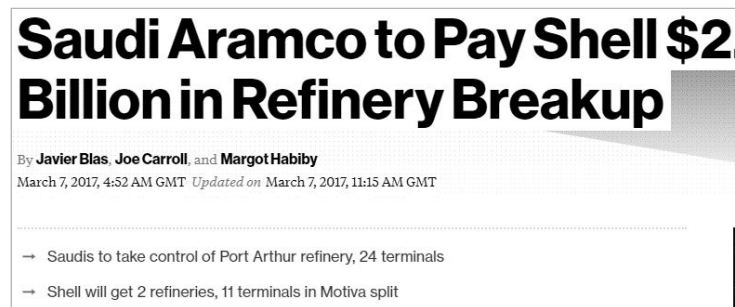 Saudi Aramco to Pay Shell $2.
Billion in Refinery Breakup
By Javier Blas, Joe Carroll, and Margot Habiby
March 7, 2017, 4:52 AM GMT Updated on March 7, 2017, 11:15 AM GMT
→ Saudis to take control of Port Arthur refinery, 24 terminals
→ Shell will get 2 refineries, 11 terminals in Motiva split